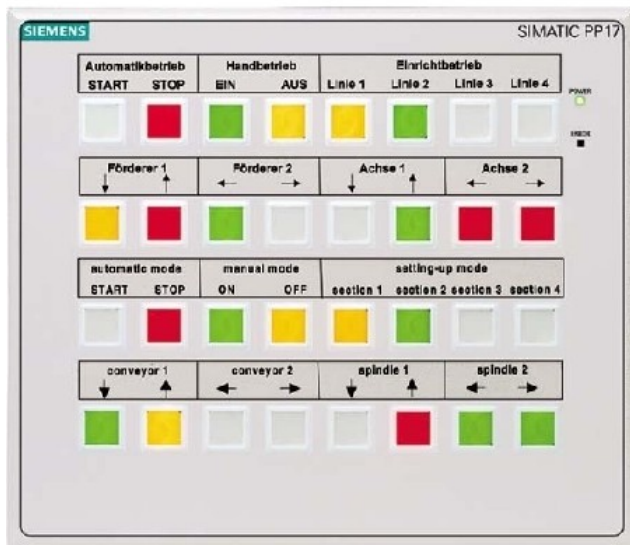 SIEMENS SIMATIC PP17
Automatikbetrieb Handbetrieb Einrichtbetrieb
START STOP EIN AUS Linie 1 Linie 2 Linie 3 Linie 4
POWER
Förderer 1 Förderer 2 Achse 1 Achse 2
↓ ↑ ← → ↓ ↑ ← →
automatic mode manual mode setting-up mode
START STOP ON OFF section 1 section 2 section 3 section 4
conveyor 1 conveyor 2 spindle 1 spindle 2
↓ ↑ ← → ↓ ↑ ← →